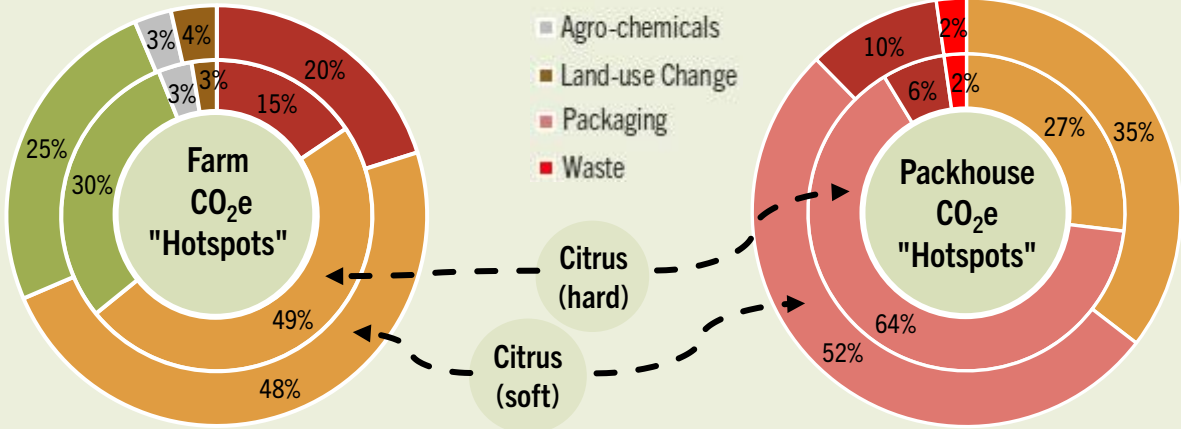 3%
4%
20%
3%
3%
15%
25%
30%
49%
48%
Farm
CO₂e
"Hotspots"
Agro-chemicals
Land-use Change
Packaging
Waste
Citrus
(hard)
Citrus
(soft)
2%
10%
2%
6%
27%
35%
64%
52%
Packhouse
CO₂e
"Hotspots"